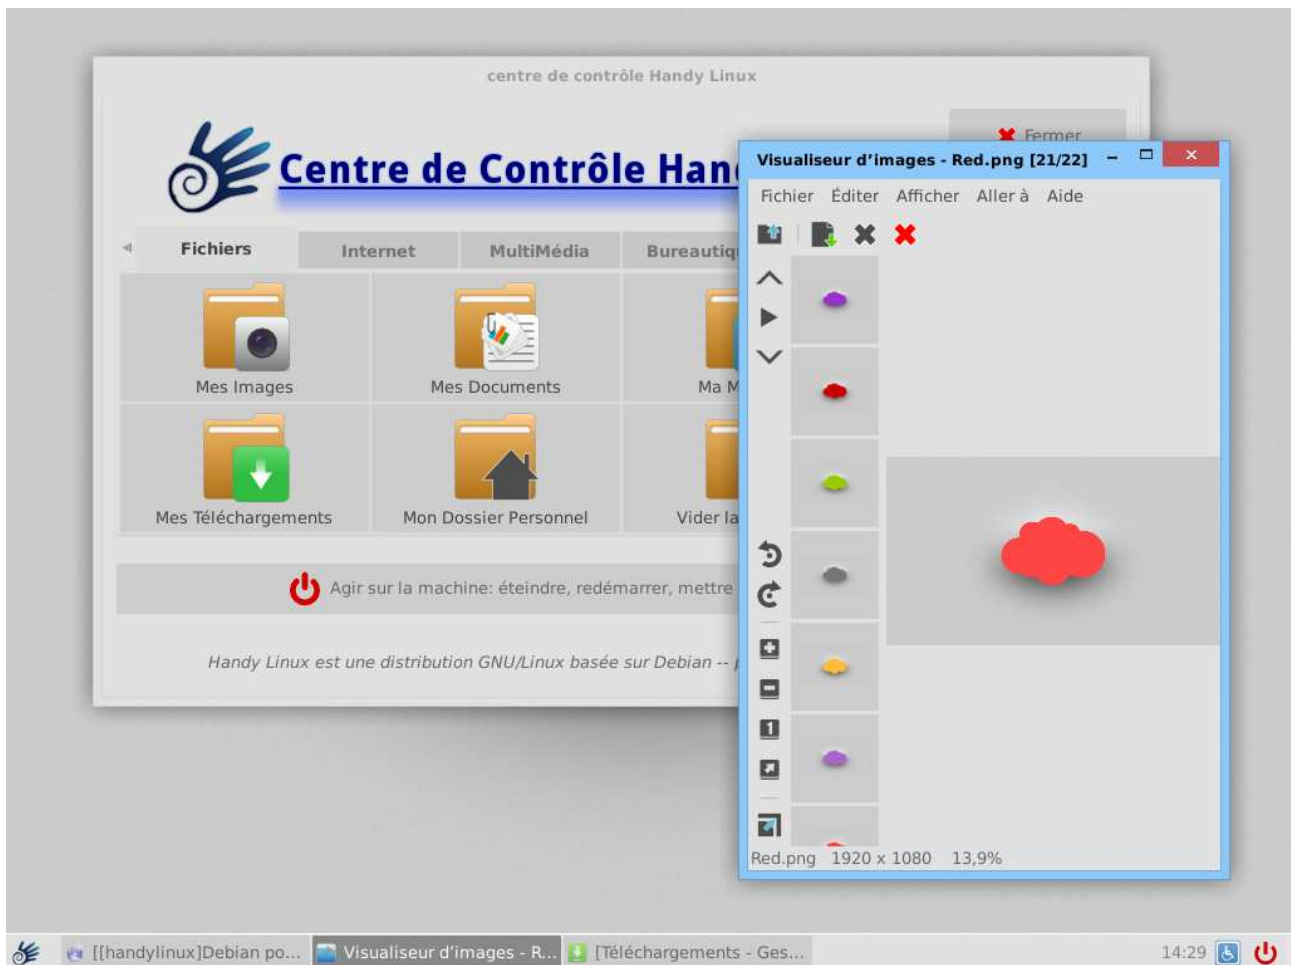 centre de contrôle Handy Linux
Fermer
Centre de Contrôle Han
Fichiers
Internet
MultiMédia
Bureautiq
Mes Images
Mes Documents
Ma M
Mes Téléchargements
Mon Dossier Personnel
Vider la
Agir sur la machine: éteindre, redémarrer, mettre
Handy Linux est une distribution GNU/Linux basée sur Debian -- p
Visualiseur d’images - Red.png [21/22]
Fichier Éditer Afficher Aller à Aide
1
Red.png 1920 x 1080 13,9%
[[handylinux]Debian po...
Visualiseur d’images - R...
[Téléchargements - Ges...
14:29